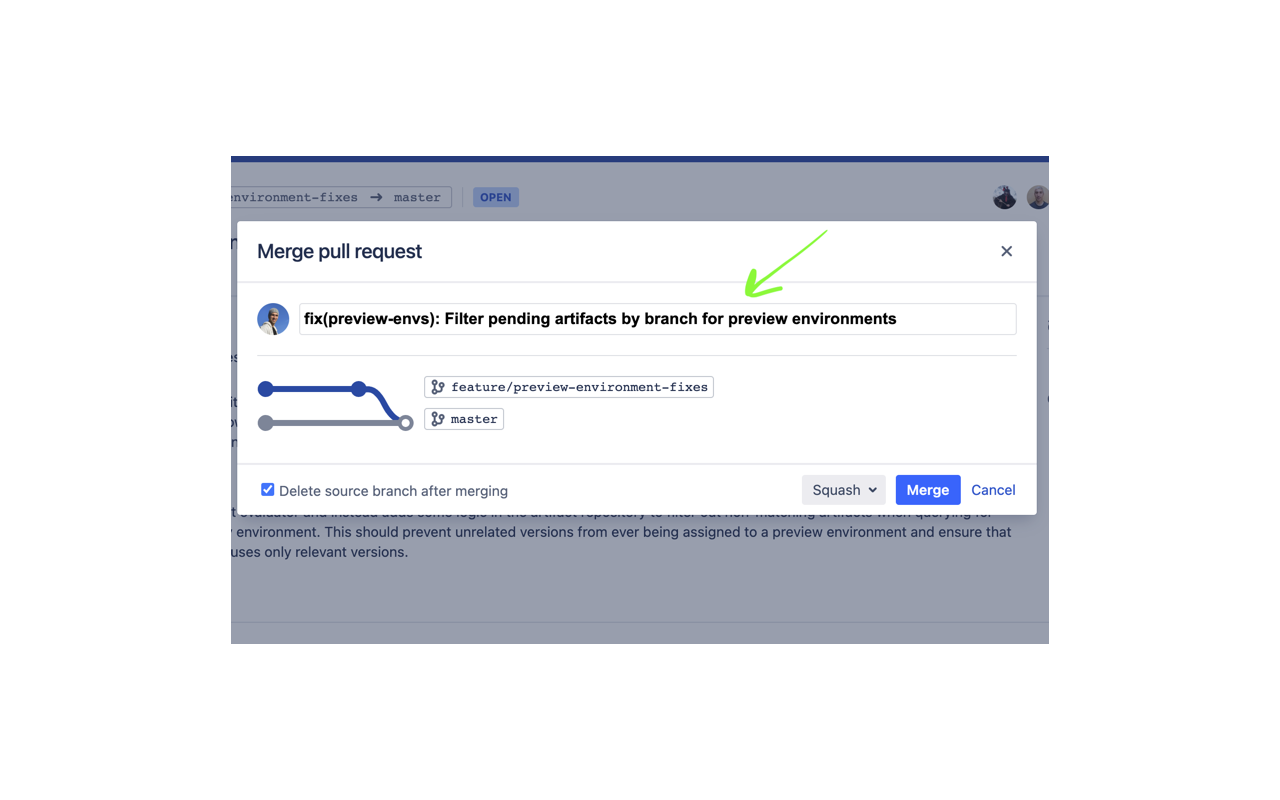 environment-fixes → master OPEN
Merge pull request
fix(preview-envs): Filter pending artifacts by branch for preview environments
feature/preview-environment-fixes
master
Delete source branch after merging
Squash
Merge
Cancel
environment. This should prevent unrelated versions from ever being assigned to a preview environment and ensure that
uses only relevant versions.